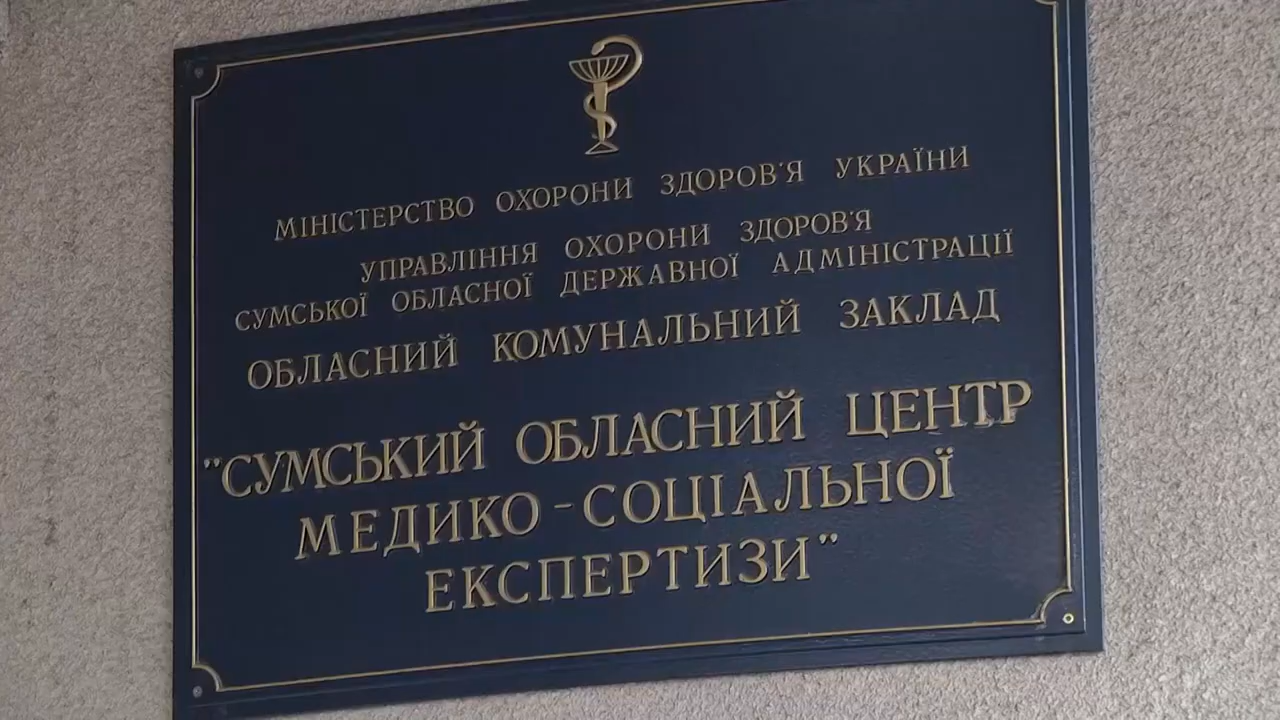 МІНІСТЕРСТВО ОХОРОНИ ЗДОРОВ'Я УКРАЇНИ
УПРАВЛІННЯ ОХОРОНИ ЗДОРОВ'Я
СУМСЬКОЇ ОБЛАСНОЇ ДЕРЖАВНОЇ АДМІНІСТРАЦІЇ
ОБЛАСНИЙ КОМУНАЛЬНИЙ ЗАКЛАД
"СУМСЬКИЙ ОБЛАСНИЙ ЦЕНТР
МЕДИКО-СОЦІАЛЬНОЇ
ЕКСПЕРТИЗИ"